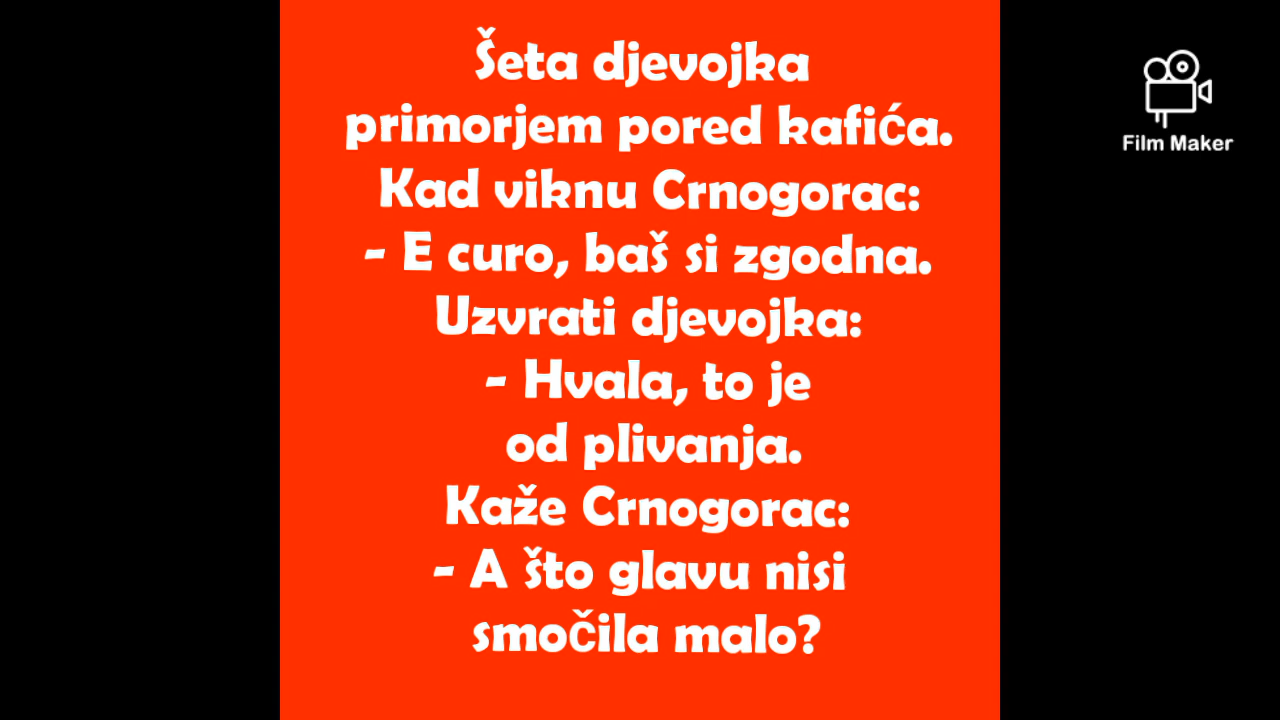 Šeta djevojka
primorjem pored kafića.
Kad viknu Crnogorac:
- E curo, baš si zgodna.
Uzvrati djevojka:
- Hvala, to je
od plivanja.
Kaže Crnogorac:
- A što glavu nisi
smočila malo?
Film Maker